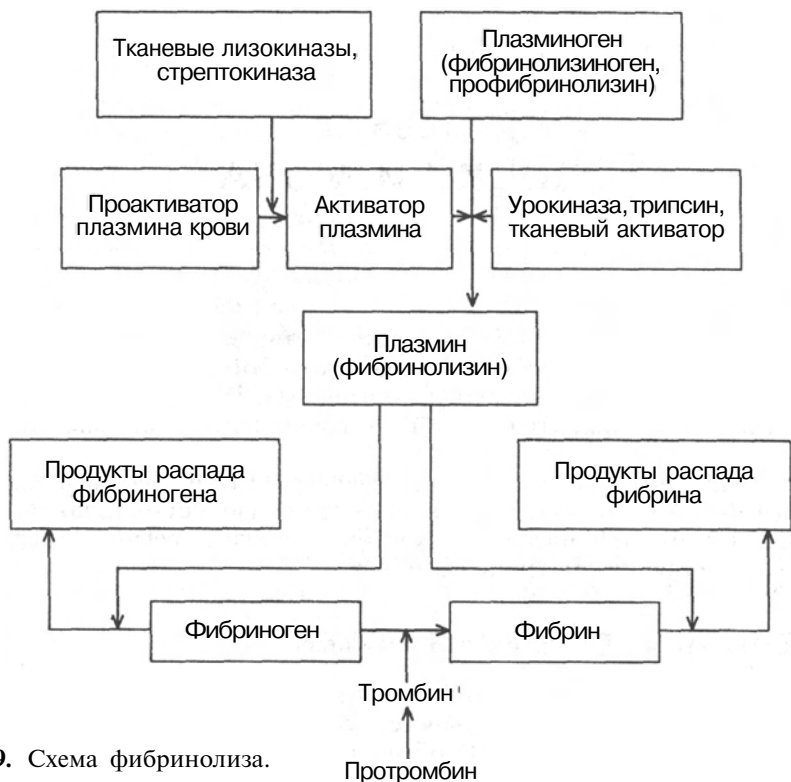 Тканевые лизокиназы,
стрептокиназа
Плазминоген
(фибринолизиноген,
профибринолизин)
Проактиватор
плазмина крови
Активатор
плазмина
Урокиназа, трипсин,
тканевый активатор
Плазмин
(фибринолизин)
Продукты распада
фибриногена
Продукты распада
фибрина
Фибриноген
Фибрин
Тромбин
Протромбин
9. Схема фибринолиза.